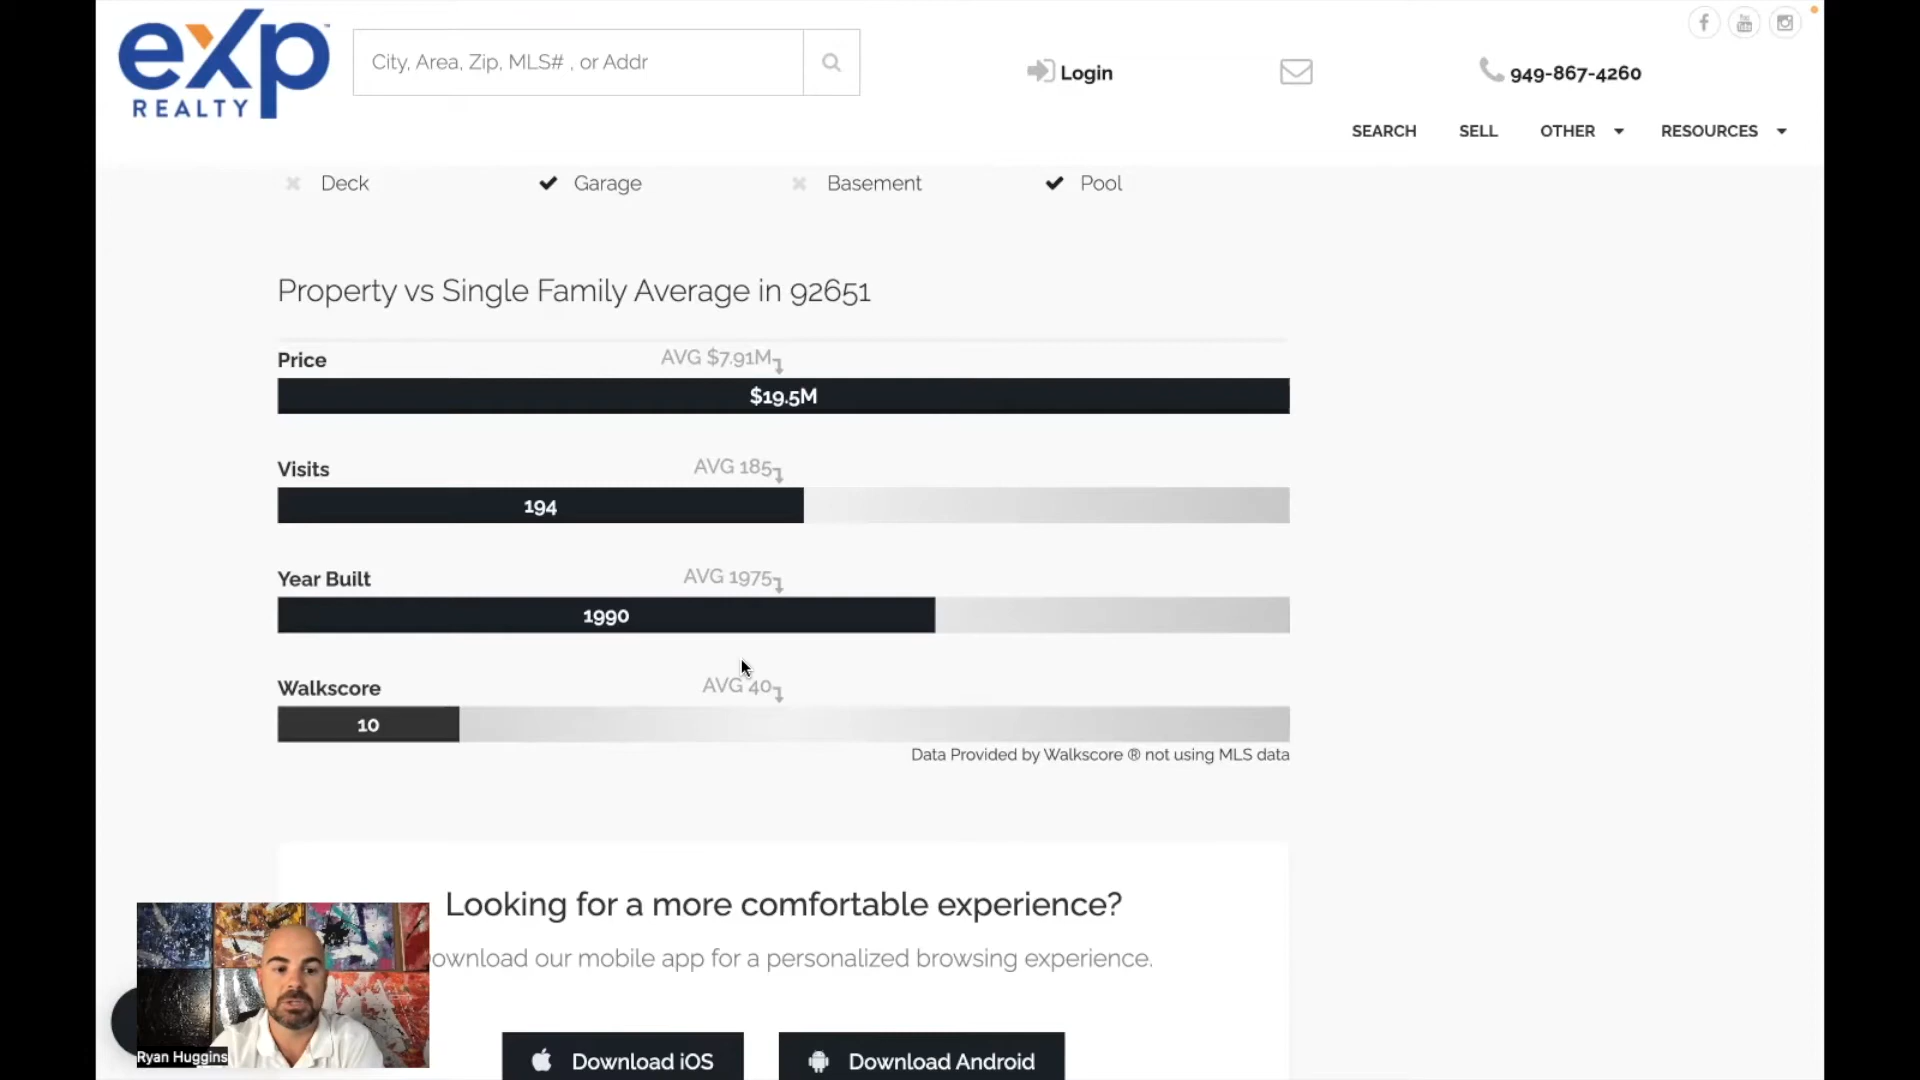 exp
REALTY
City, Area, Zip, MLS# , or Addr
Login
949-867-4260
SEARCH
SELL
OTHER
RESOURCES
Deck
Garage
Basement
Pool
Property vs Single Family Average in 92651
Price
AVG $7.91M
$19.5M
Visits
AVG 185
194
Year Built
AVG 1975
1990
Walkscore
AVG 40
10
Data Provided by Walkscore ® not using MLS data
Looking for a more comfortable experience?
ownload our mobile app for a personalized browsing experience.
Download iOS
Download Android
Ryan Huggins